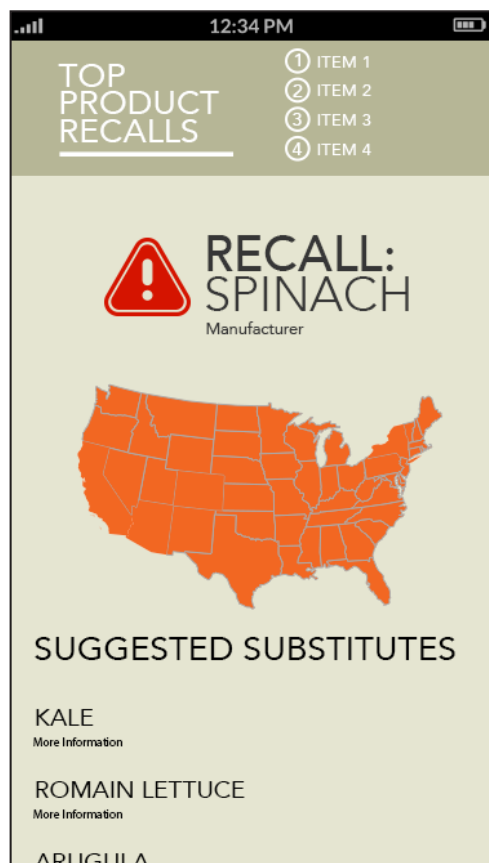 12:34 PM
TOP
PRODUCT
RECALLS
1 ITEM 1
2 ITEM 2
3 ITEM 3
4 ITEM 4
RECALL:
SPINACH
Manufacturer
SUGGESTED SUBSTITUTES
KALE
More Information
ROMAIN LETTUCE
More Information
ARUGULA